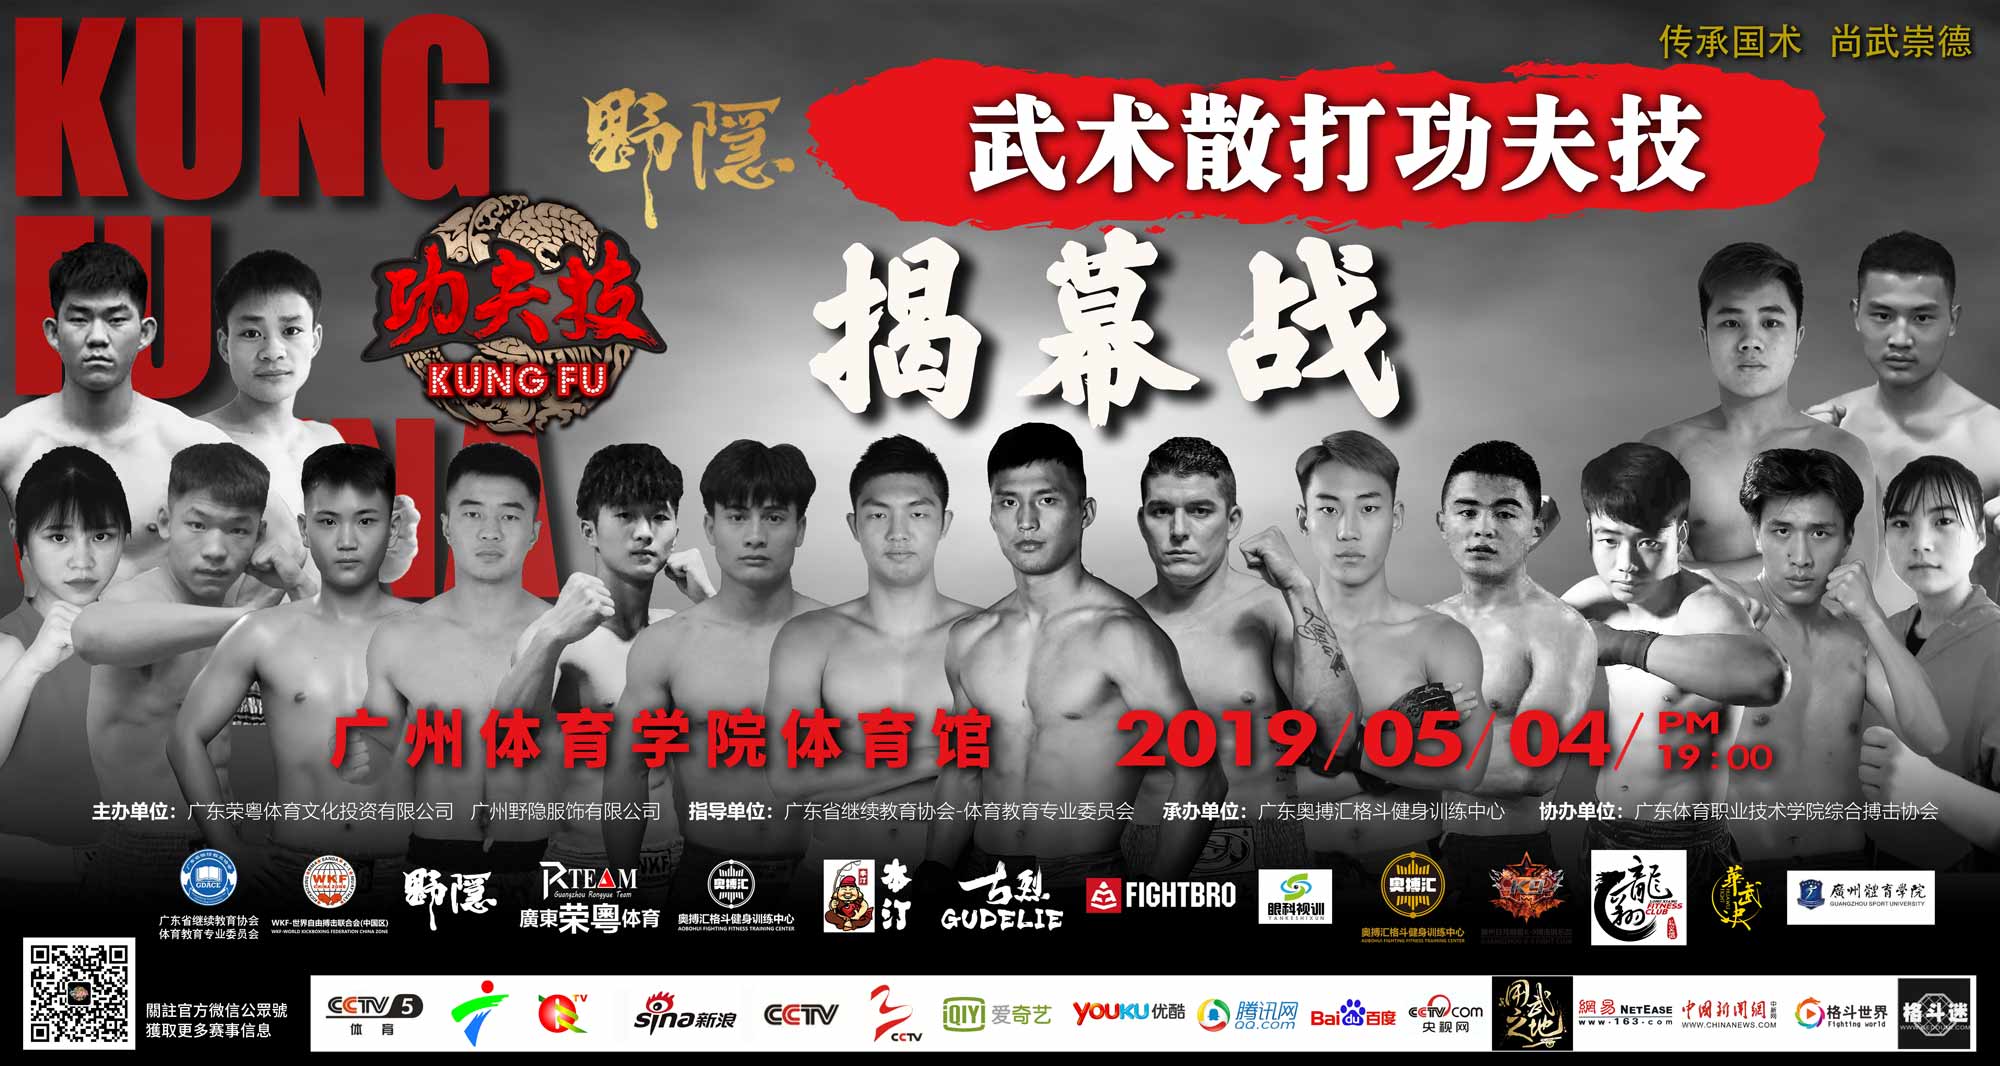 KUNG
FU
NA
传承国术 尚武崇德
野隱
武术散打功夫技
揭幕战
功夫技
KUNG FU
广州体育学院体育馆 2019/05/04/ PM 19:00
主办单位：广东荣粤体育文化投资有限公司 广州野隐服饰有限公司 指导单位：广东省继续教育协会-体育教育专业委员会 承办单位：广东奥搏汇格斗健身训练中心 协办单位：广东体育职业技术学院综合搏击协会
GDACE
广东省继续教育协会
体育教育专业委员会
WKF
CHINA ZONE
WKF-世界自由搏击联合会(中国区)
WKF-WORLD KICKBOXING FEDERATION CHINA ZONE
野隱
RTEAM
Guangzhou Rongyue Team
廣東荣粤体育
奥搏汇
奥搏汇格斗健身训练中心
AOBOHUI FIGHTING FITNESS TRAINING CENTER
本汀
古烈
GUDELIE
FIGHTBRO
眼科视训
YANKESHIXUN
奥搏汇
奥搏汇格斗健身训练中心
AOBOHUI FIGHTING FITNESS TRAINING CENTER
K9
龍翔
FITNESS
CLUB
廣州體育學院
GUANGZHOU SPORT UNIVERSITY
關註官方微信公眾號
獲取更多赛事信息
CCTV 5
体育
TV
sina新浪
CCTV
CCTV
iQIYI 爱奇艺
YOUKU 优酷
腾讯网
QQ.com
Bai du 百度
CCTV.com
央视网
用武之地
網易 NETEASE
www.163.com
中国新闻網
中新网
WWW.CHINANEWS.COM
格斗世界
Fighting world
格斗迷